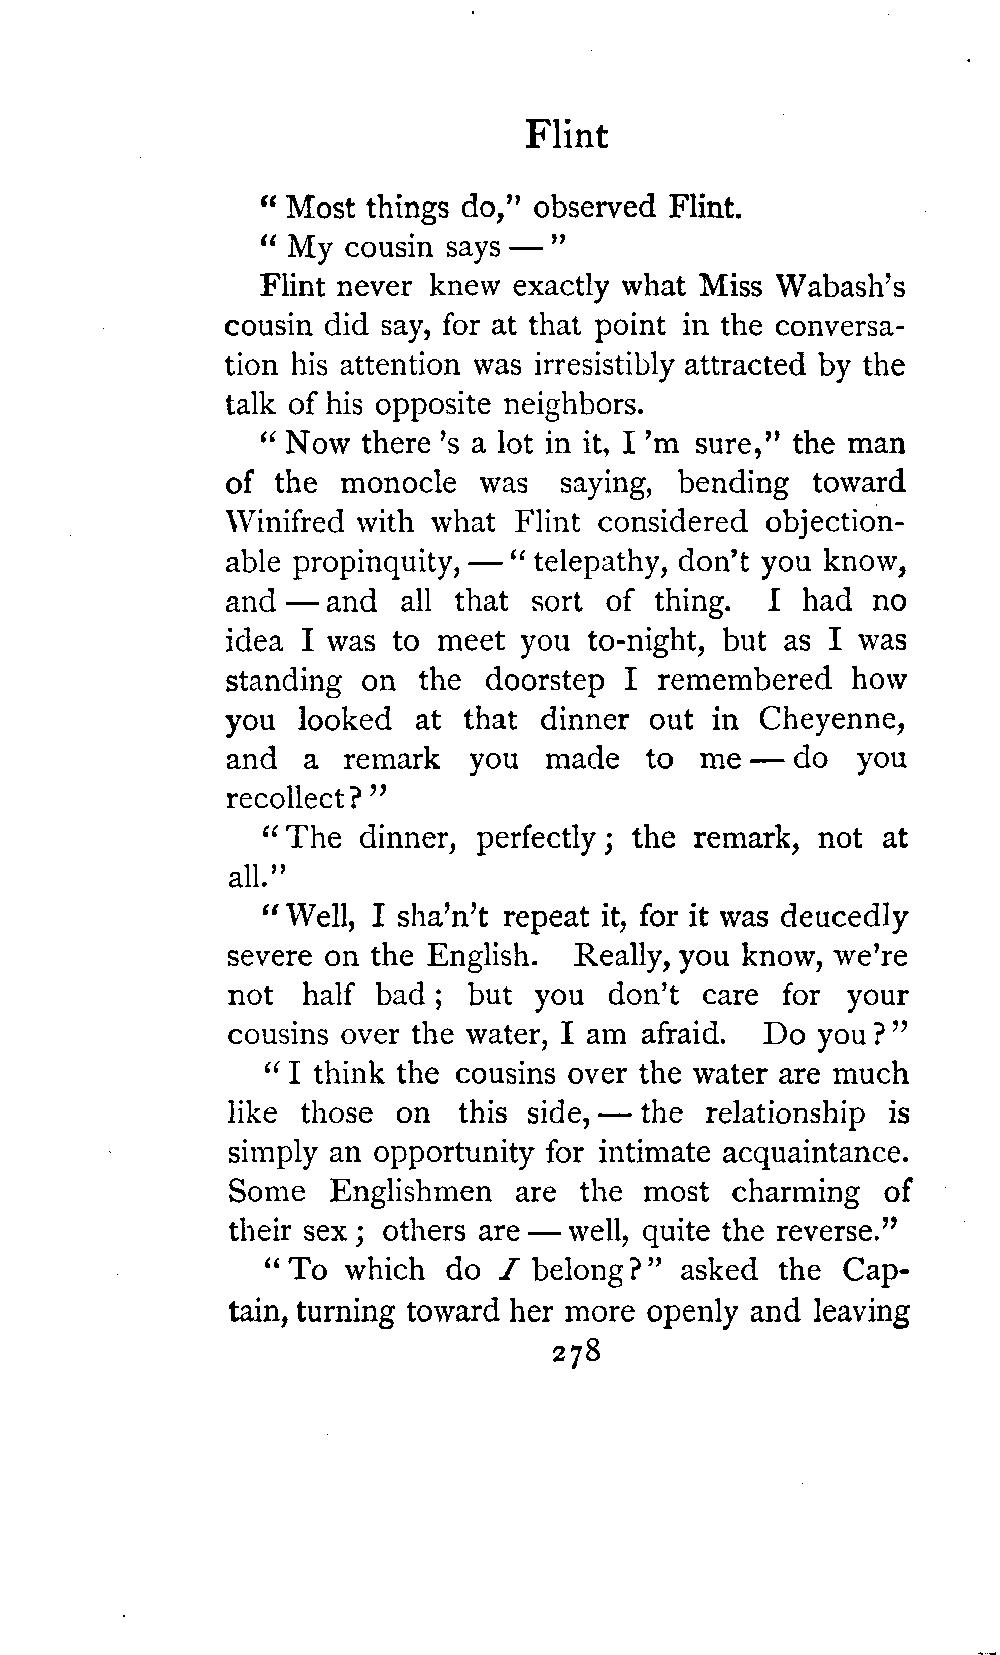 Flint
“ Most things do,” observed Flint.
“ My cousin says — ”
Flint never knew exactly what Miss Wabash’s
cousin did say, for at that point in the conversa-
tion his attention was irresistibly attracted by the
talk of his opposite neighbors.
“ Now there ’s a lot in it, I ’m sure,” the man
of the monocle was saying, bending toward
Winifred with what Flint considered objection-
able propinquity, — “ telepathy, don’t you know,
and — and all that sort of thing. I had no
idea I was to meet you to-night, but as I was
standing on the doorstep I remembered how
you looked at that dinner out in Cheyenne,
and a remark you made to me — do you
recollect? ”
“ The dinner, perfectly ; the remark, not at
all.”
“ Well, I sha’n’t repeat it, for it was deucedly
severe on the English. Really, you know, we’re
not half bad ; but you don’t care for your
cousins over the water, I am afraid. Do you ? ”
“ I think the cousins over the water are much
like those on this side, — the relationship is
simply an opportunity for intimate acquaintance.
Some Englishmen are the most charming of
their sex ; others are — well, quite the reverse.”
“ To which do I belong? ” asked the Cap-
tain, turning toward her more openly and leaving
278